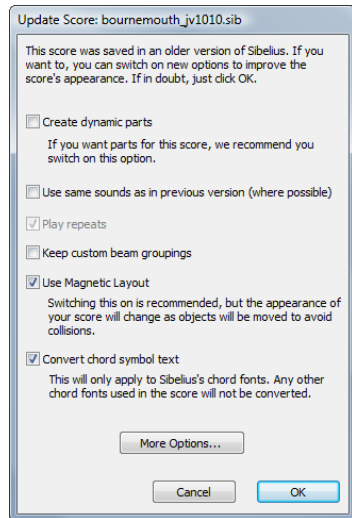 Update Score: bournemouth_jv1010.sib
This score was saved in an older version of Sibelius. If you
want to, you can switch on new options to improve the
score's appearance. If in doubt, just click OK.
Create dynamic parts
If you want parts for this score, we recommend you
switch on this option.
Use same sounds as in previous version (where possible)
Play repeats
Keep custom beam groupings
Use Magnetic Layout
Switching this on is recommended, but the appearance of
your score will change as objects will be moved to avoid
collisions.
Convert chord symbol text
This will only apply to Sibelius's chord fonts. Any other
chord fonts used in the score will not be converted.
More Options...
Cancel
OK